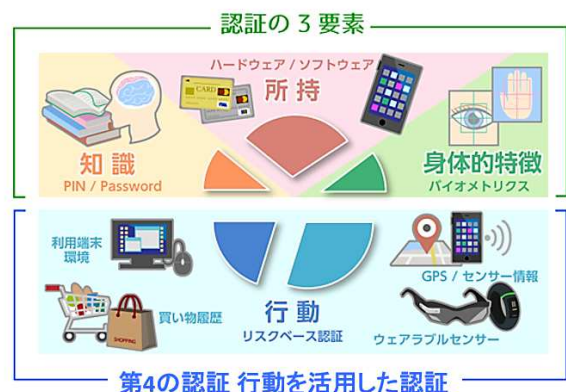 認証の3要素
ハードウェア / ソフトウェア
所持
CARD
知識
PIN / Password
身体的特徴
バイオメトリクス
利用端末
環境
買い物履歴
SHOPPING
行動
リスクベース認証
GPS / センサー情報
ウェアラブルセンサー
第4の認証 行動を活用した認証